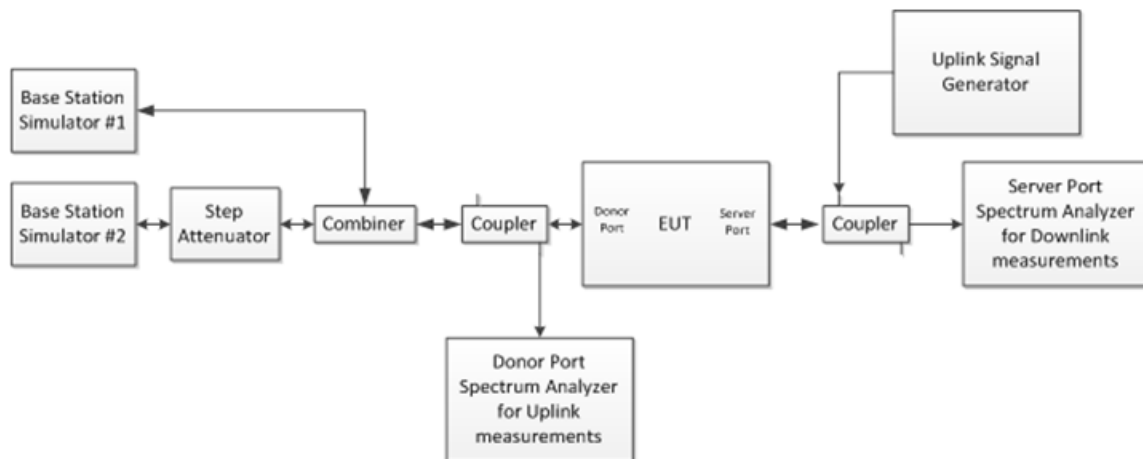 Uplink Signal
Generator
Base Station
Simulator #1
Base Station
Simulator #2
Step
Attenuator
Combiner
Coupler
Donor
Port
EUT
Server
Port
Coupler
Server Port
Spectrum Analyzer
for Downlink
measurements
Donor Port
Spectrum Analyzer
for Uplink
measurements